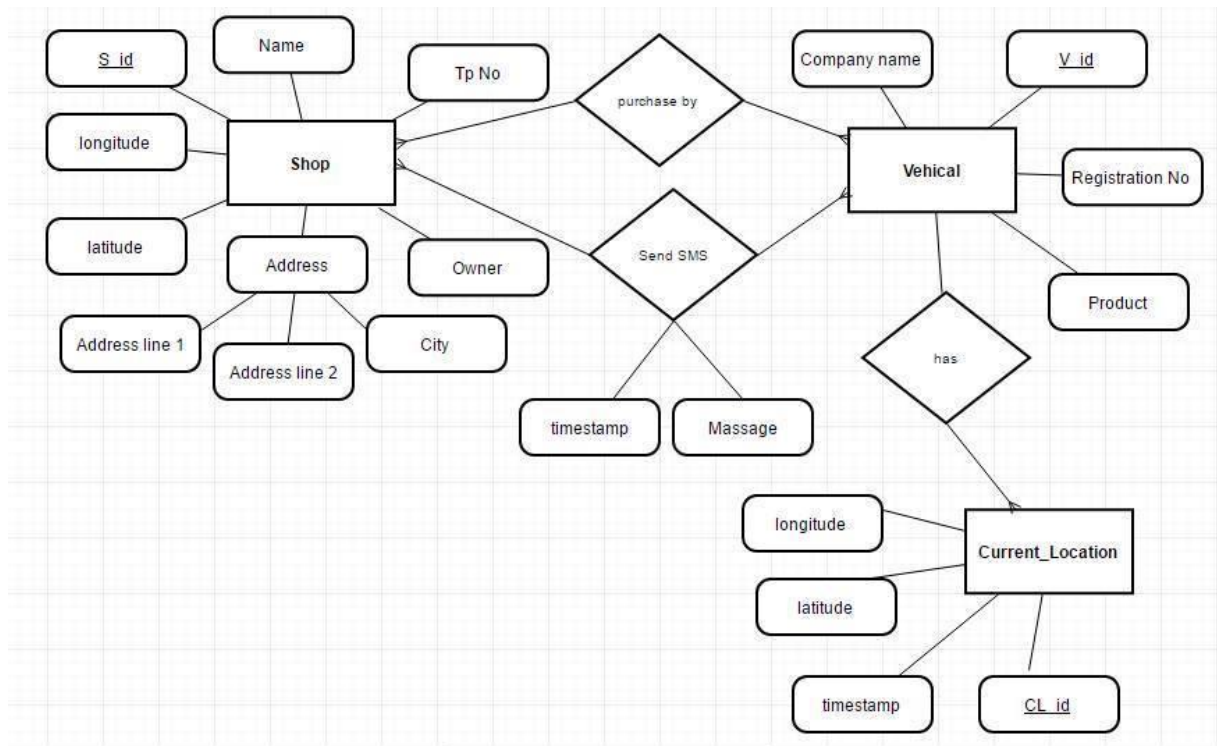 S_id
Name
Tp No
longitude
Shop
latitude
Address
Owner
Address line 1
Address line 2
City
purchase by
Send SMS
timestamp
Massage
Company name
V_id
Vehical
Registration No
Product
has
longitude
Current_Location
latitude
timestamp
CL_id